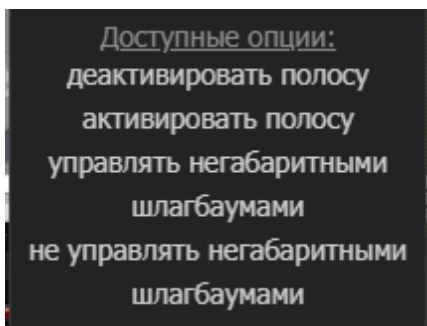 Доступные опции:
деактивировать полосу
активировать полосу
управлять негабаритными
шлагбаумами
не управлять негабаритными
шлагбаумами